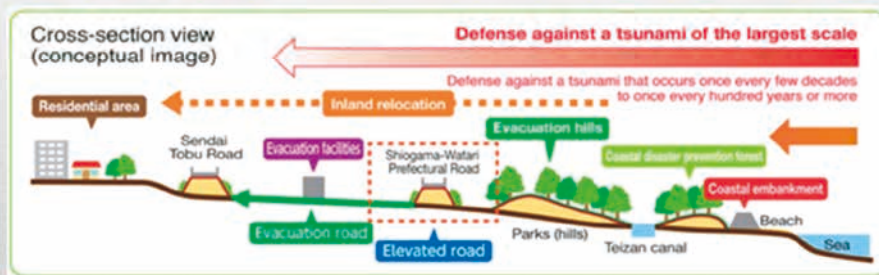 Cross-section view
(conceptual image)
Defense against a tsunami of the largest scale
Defense against a tsunami that occurs once every few decades
to once every hundred years or more
Residential area
Inland relocation
Sendai
Tobu Road
Evacuation facilities
Shiogama-Watari
Prefectural Road
Evacuation hills
Coastal disaster prevention forest
Coastal embankment
Beach
Evacuation road
Elevated road
Parks (hills)
Teizan canal
Sea